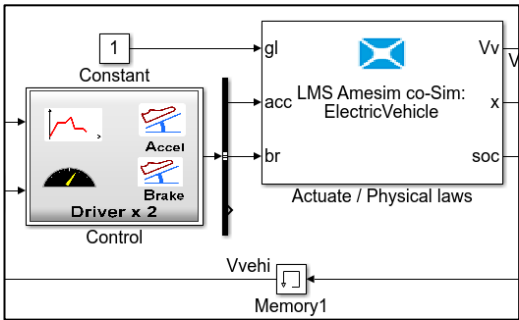 1
Constant
gl
Vv
V
LMS Amesim co-Sim:
ElectricVehicle
acc
x
br
soc
Accel
Brake
Driver x 2
Control
Actuate / Physical laws
Vvehi
Memory1